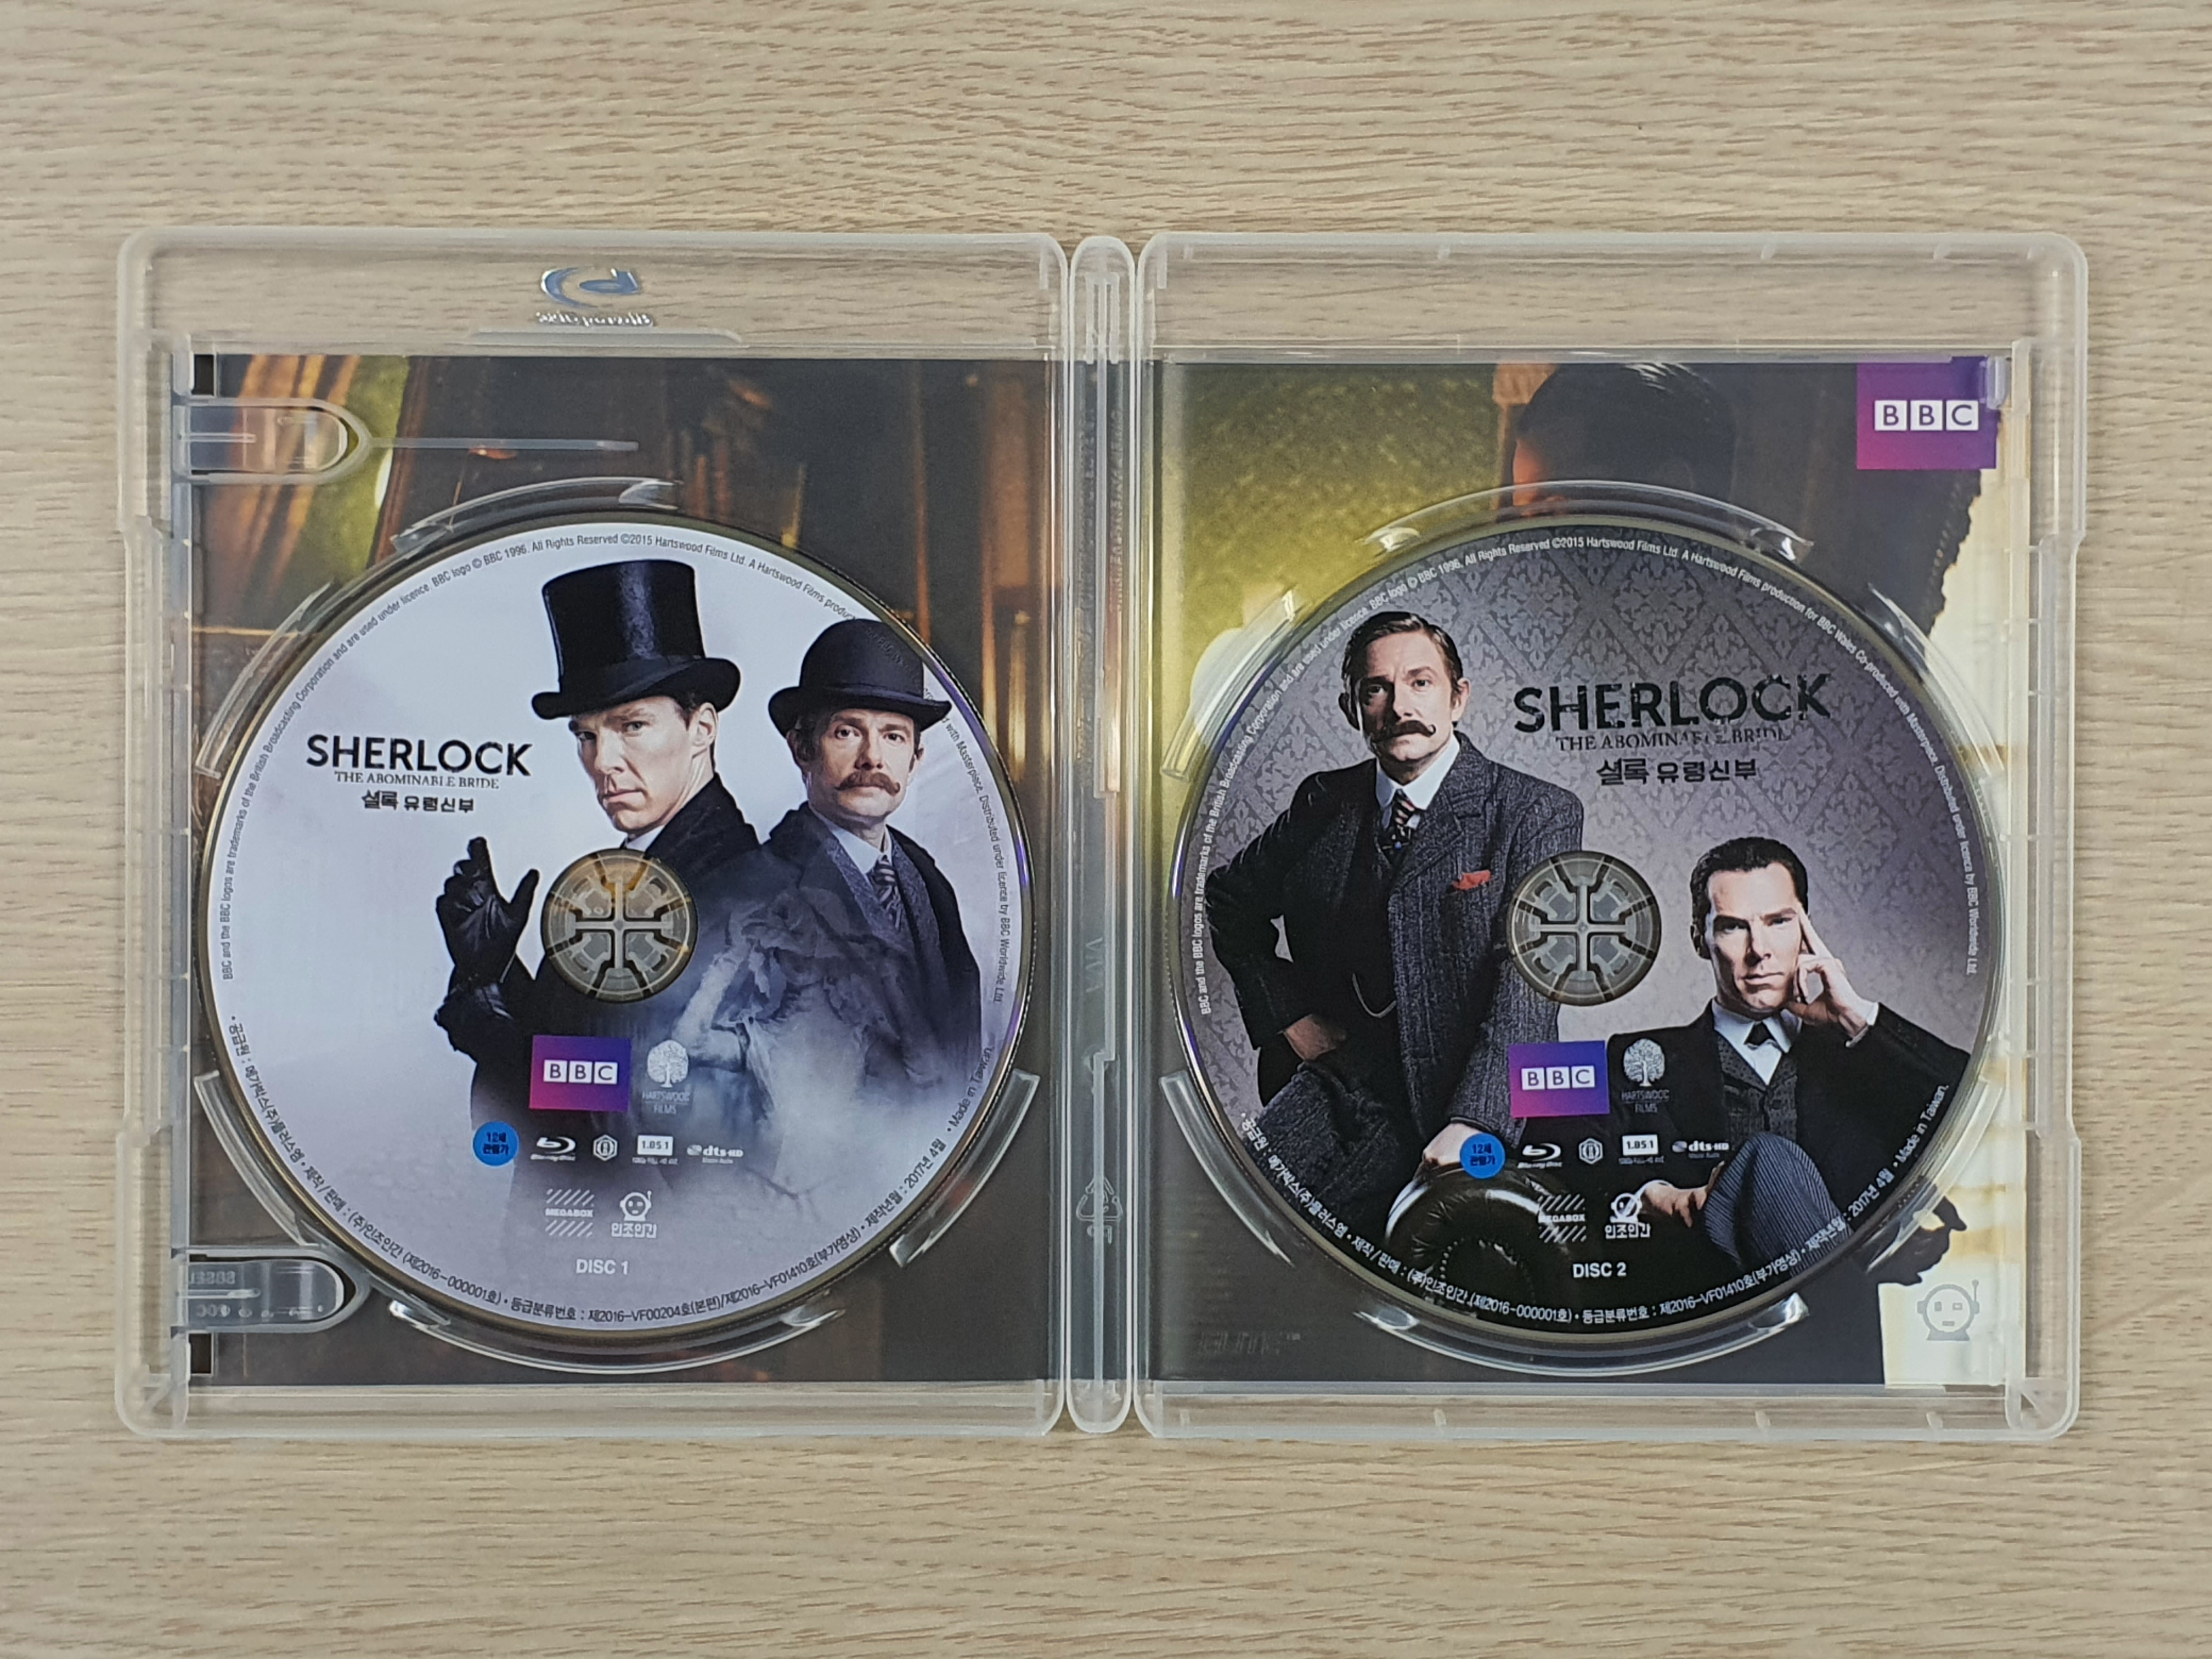 BBC
BBC and the BBC logos are trademarks of the British Broadcasting Corporation and are used under licence. BBC logo © BBC 1996. All Rights Reserved ©2015 Hartswood Films Ltd. A Hartswood Films
with Masterpiece. Distributed under licence by BBC Worldwide Ltd.
SHERLOCK
THE ABOMINABLE BRIDE
셜록 유령신부
BBC
HARTSWOOD
FILMS
12세
관람가
Blu-ray Disc
1.85:1
dts-HD
Master Audio
MEGABOX
인조인간
DISC 1
공급원 : 메가박스(주)플러스엠 • 제작 / 판매 : (주)인조인간 (제2016-000001호) • 등급분류번호 : 제2016-VF00204호(본편)/제2016-VF01410호(부가영상) • 제작년월 : 2017년 4월 • Made in Taiwan.
BBC and the BBC logos are trademarks of the British Broadcasting Corporation and are used under licence. BBC logo © BBC 1996. All Rights Reserved ©2015 Hartswood Films Ltd. A Hartswood Films production for BBC Wales Co-produced with Masterpiece. Distributed under licence by BBC Worldwide Ltd.
SHERLOCK
THE ABOMINABLE BRIDE
셜록 유령신부
BBC
HARTSWOOD
FILMS
12세
관람가
Blu-ray Disc
1.85:1
dts-HD
Master Audio
MEGABOX
인조인간
DISC 2
• 공급원 : 메가박스(주)플러스엠 • 제작 / 판매 : (주)인조인간 (제2016-000001호) • 등급분류번호 : 제2016-VF01410호(부가영상) • 제작년월 : 2017년 4월 • Made in Taiwan.